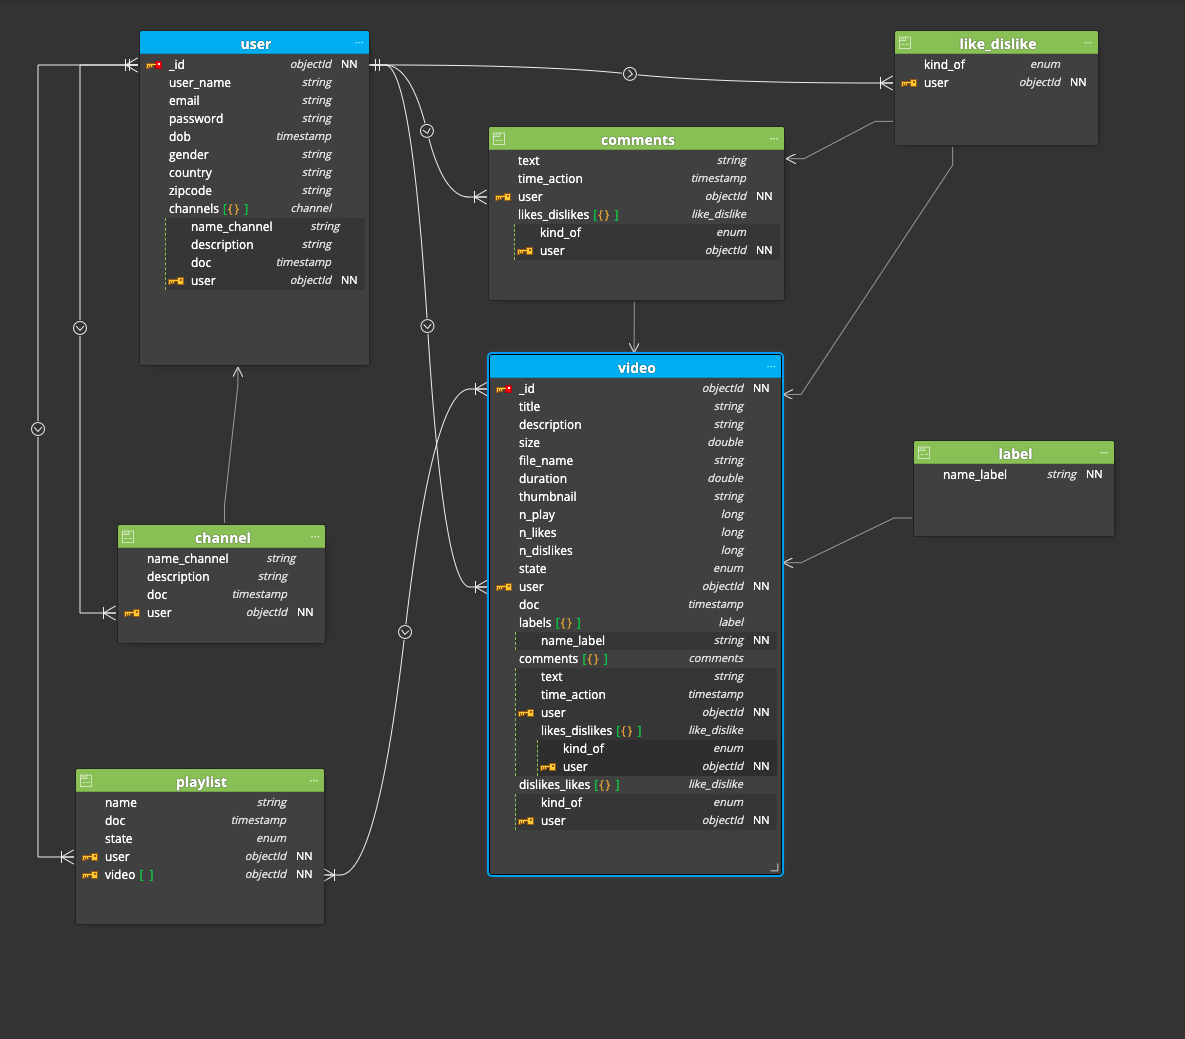 user
_id objectId NN
user_name string
email string
password string
dob timestamp
gender string
country string
zipcode string
channels [{} ] channel
name_channel string
description string
doc timestamp
user objectId NN
like_dislike
kind_of enum
user objectId NN
comments
text string
time_action timestamp
user objectId NN
likes_dislikes [{} ] like_dislike
kind_of enum
user objectId NN
video
_id objectId NN
title string
description string
size double
file_name string
duration double
thumbnail string
n_play long
n_likes long
n_dislikes long
state enum
user objectId NN
doc timestamp
labels [{} ] label
name_label string NN
comments [{} ] comments
text string
time_action timestamp
user objectId NN
likes_dislikes [{} ] like_dislike
kind_of enum
user objectId NN
dislikes_likes [{} ] like_dislike
kind_of enum
user objectId NN
label
name_label string NN
channel
name_channel string
description string
doc timestamp
user objectId NN
playlist
name string
doc timestamp
state enum
user objectId NN
video [ ] objectId NN